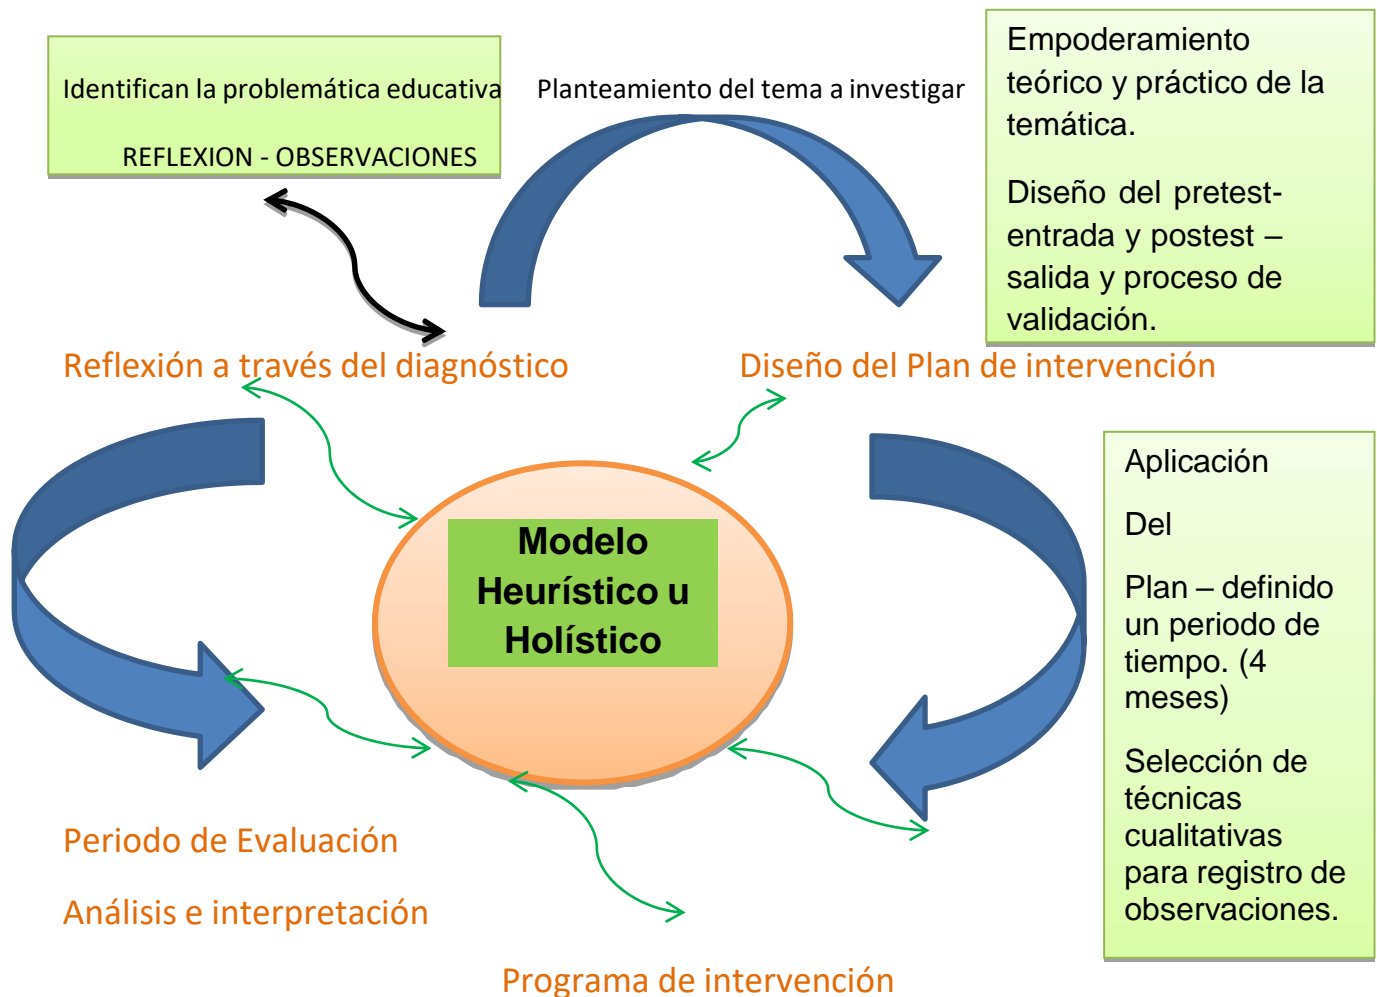 Identifican la problemática educativa
REFLEXION - OBSERVACIONES
Planteamiento del tema a investigar
Empoderamiento
teórico y práctico de la
temática.
Diseño del pretest-
entrada y postest –
salida y proceso de
validación.
Reflexión a través del diagnóstico
Diseño del Plan de intervención
Modelo
Heurístico u
Holístico
Aplicación
Del
Plan – definido
un periodo de
tiempo. (4
meses)
Selección de
técnicas
cualitativas
para registro de
observaciones.
Periodo de Evaluación
Análisis e interpretación
Programa de intervención